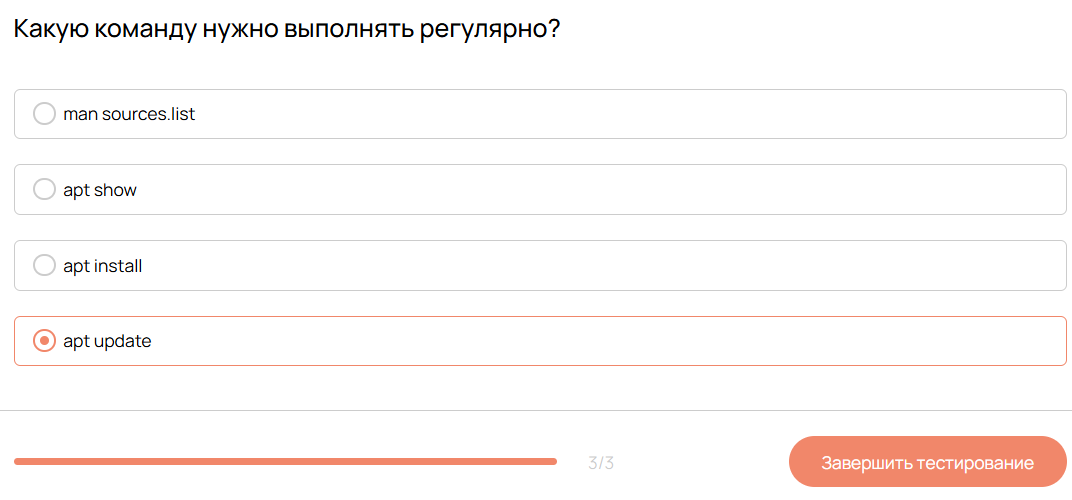 Какую команду нужно выполнять регулярно?
man sources.list
apt show
apt install
apt update
3/3
Завершить тестирование